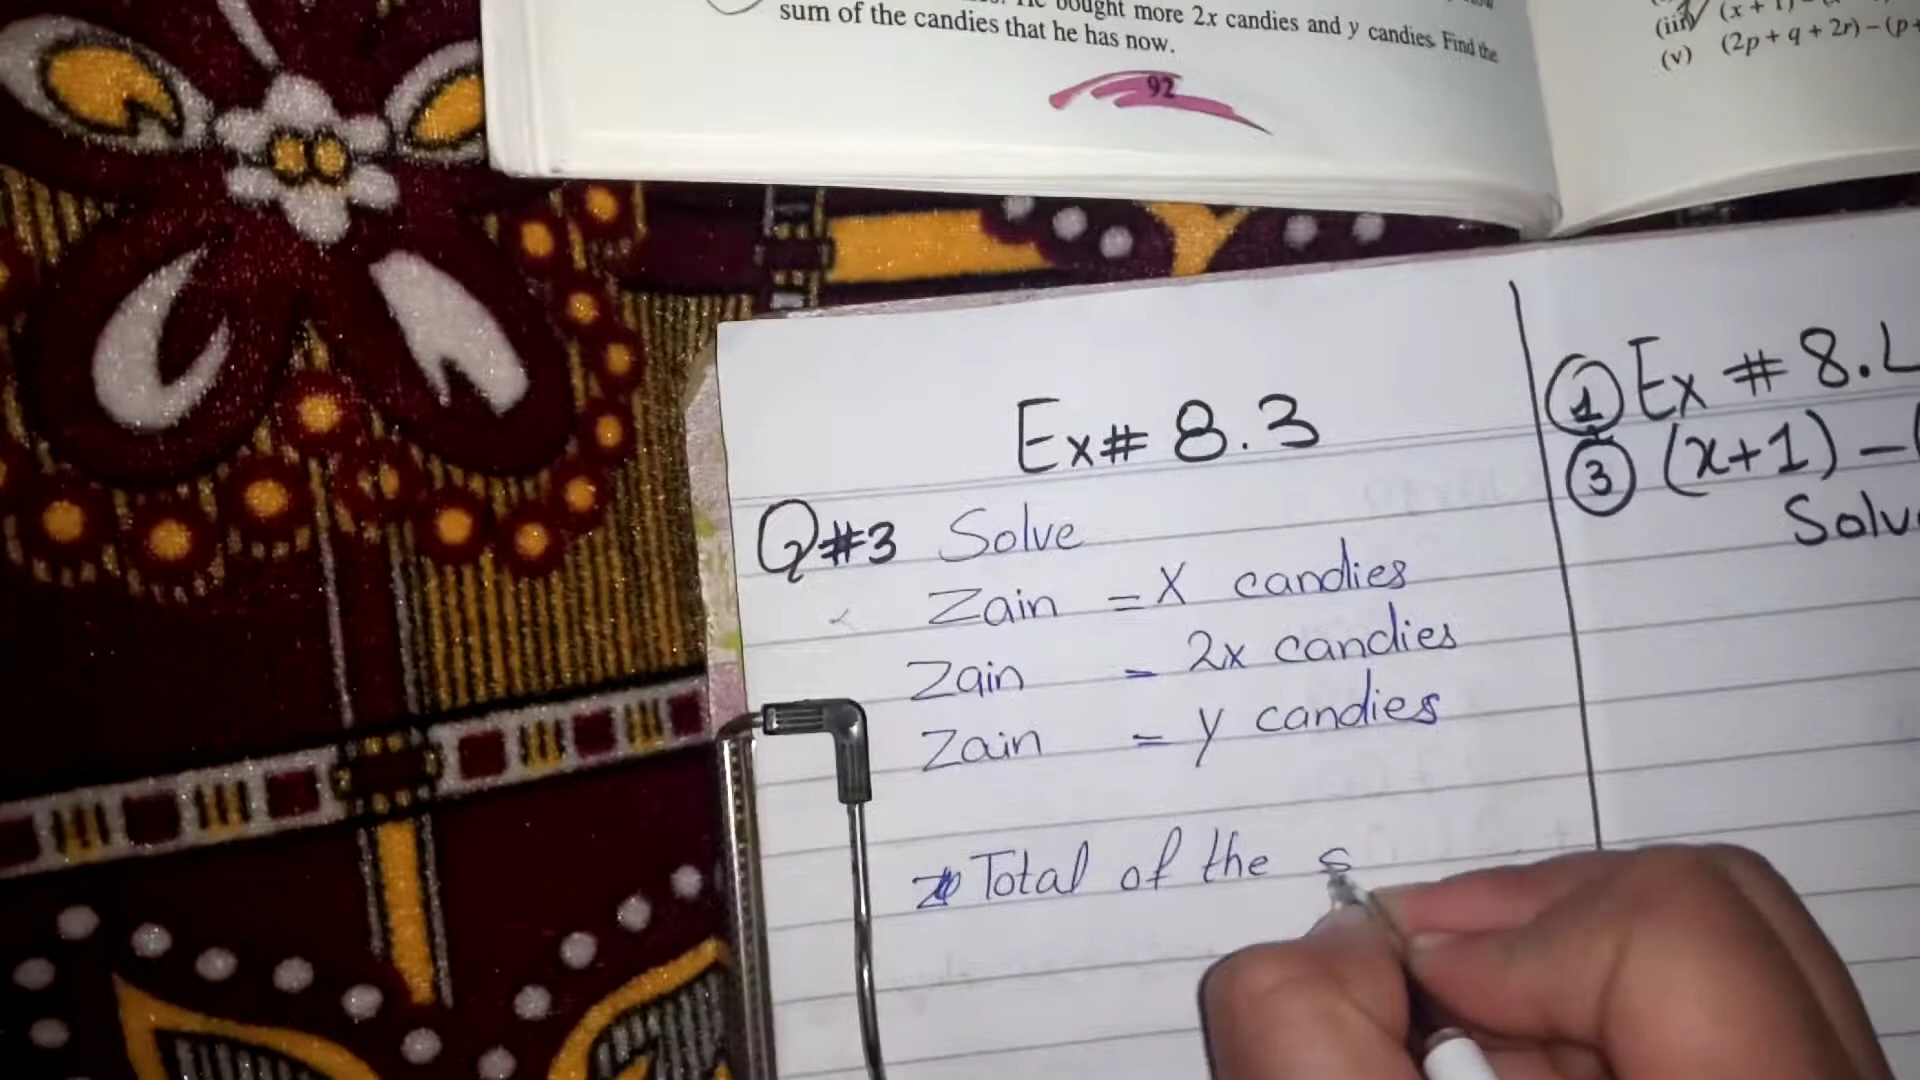 bought more 2x candies and y candies. Find the
sum of the candies that he has now.
92
(iii) (x + 1) –
(v) (2p + q + 2r) – (p +
Ex# 8.3
Q#3 Solve
Zain = X candies
Zain = 2x candies
Zain = y candies
Total of the s
① Ex # 8.
③ (x+1) – (
Solv